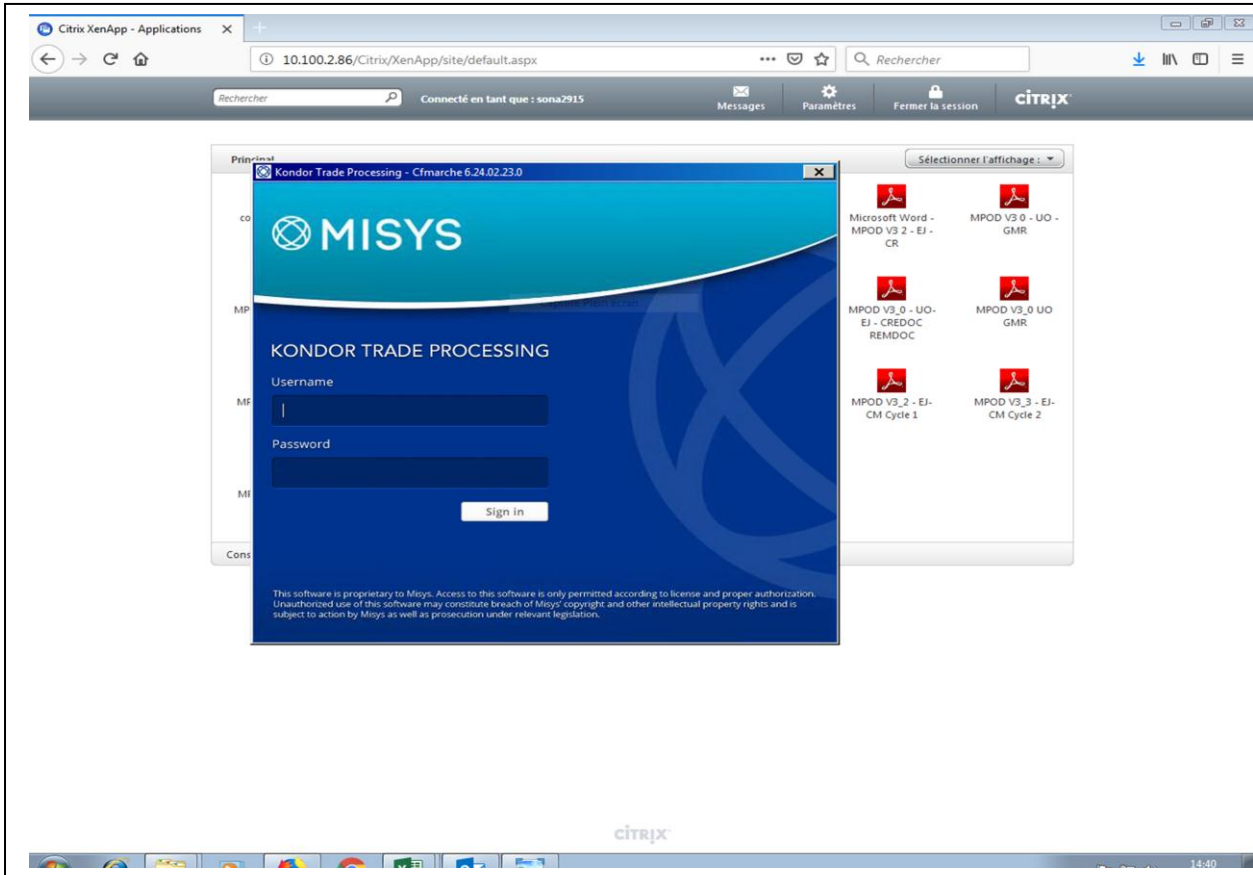 Citrix XenApp - Applications
10.100.2.86/Citrix/XenApp/site/default.aspx
Rechercher
Rechercher
Connecté en tant que : sona2915
Messages
Paramètres
Fermer la session
CITRIX
Principal
Sélectionner l'affichage :
Kondor Trade Processing - Cfmarche 6.24.02.23.0
MISYS
KONDOR TRADE PROCESSING
Username
Password
Sign in
This software is proprietary to Misys. Access to this software is only permitted according to license and proper authorization.
Unauthorized use of this software may constitute breach of Misys' copyright and other intellectual property rights and is
subject to action by Misys as well as prosecution under relevant legislation.
co
MP
MP
MP
Cons
Microsoft Word -
MPOD V3 2 - EJ -
CR
MPOD V3 0 - UO -
GMR
MPOD V3_0 - UO-
EJ - CREDOC
REMDOC
MPOD V3_0 UO
GMR
MPOD V3_2 - EJ-
CM Cycle 1
MPOD V3_3 - EJ-
CM Cycle 2
CITRIX
14:40